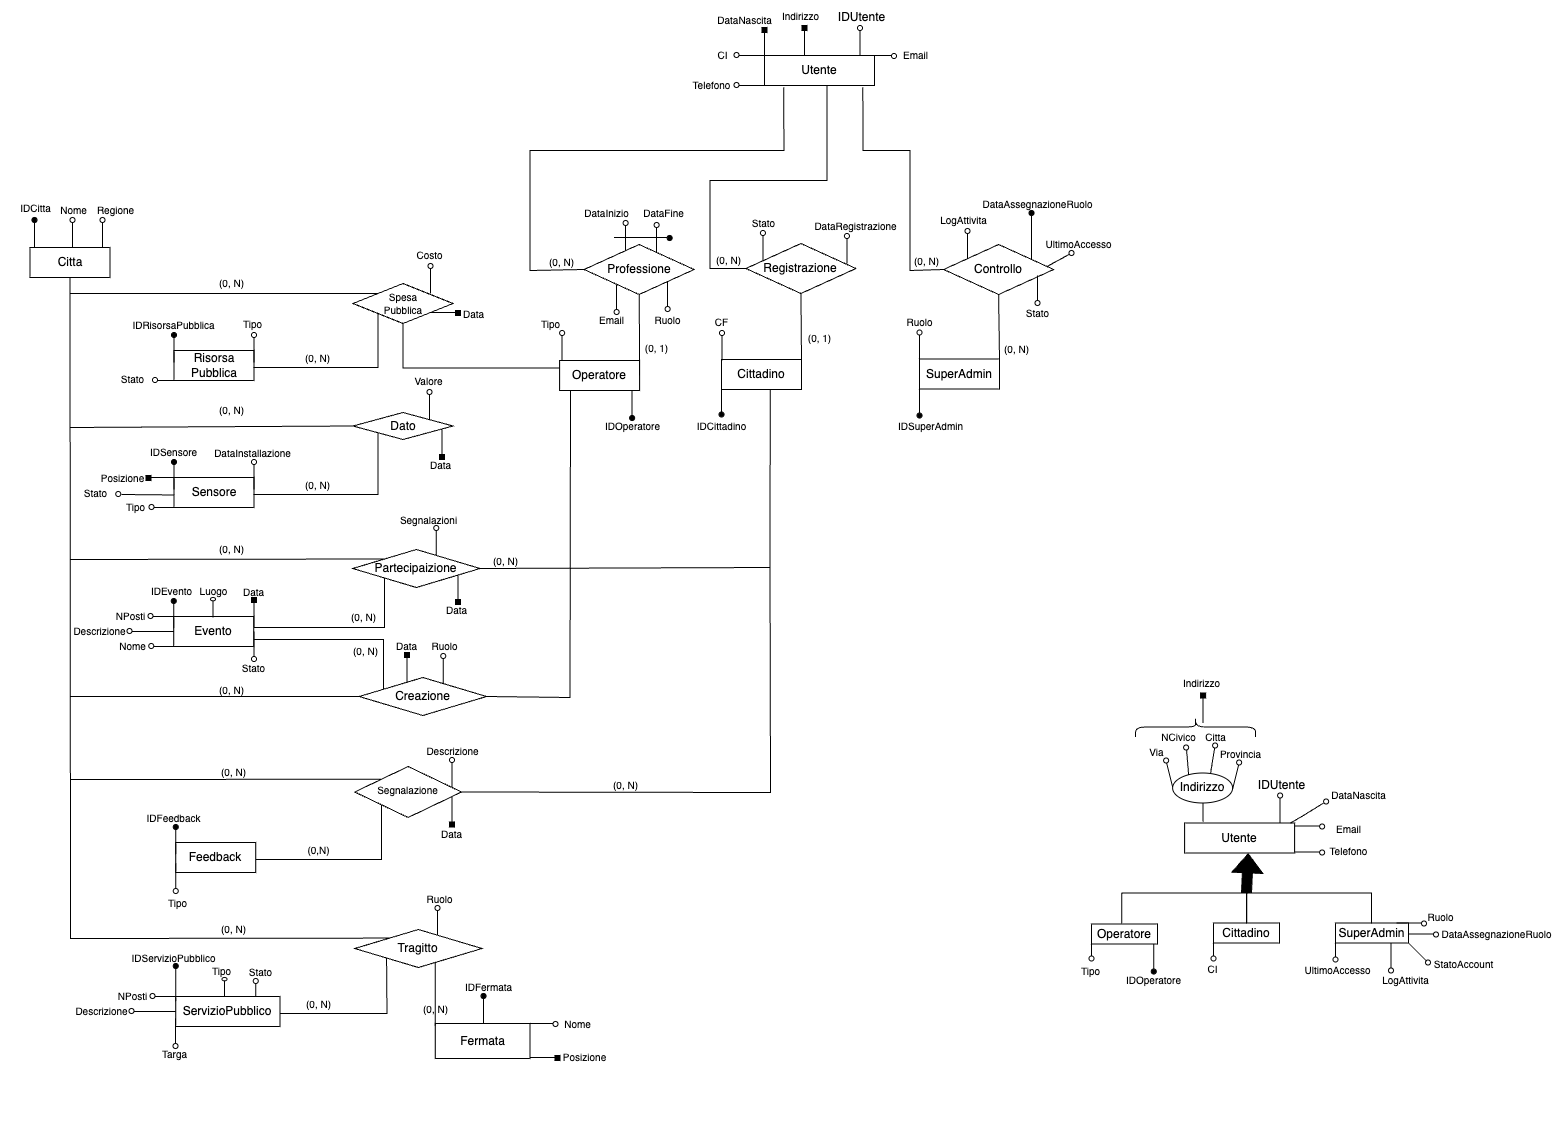 DataNascita
Indirizzo
IDUtente
CI
Email
Utente
Telefono
IDCitta
Nome
Regione
Citta
DataInizio
DataFine
Stato
DataRegistrazione
DataAssegnazioneRuolo
LogAttivita
UltimoAccesso
(0, N)
Professione
(0, N)
Registrazione
(0, N)
Controllo
Email
Ruolo
Stato
Costo
(0, N)
Spesa
Pubblica
Data
IDRisorsaPubblica
Tipo
Risorsa
Pubblica
(0, N)
Stato
Tipo
(0, 1)
Operatore
IDOperatore
CF
(0, 1)
Cittadino
IDCittadino
Ruolo
(0, N)
SuperAdmin
IDSuperAdmin
Valore
(0, N)
Dato
Data
IDSensore
DataInstallazione
Posizione
Stato
Sensore
(0, N)
Tipo
Segnalazioni
(0, N)
Partecipaizione
(0, N)
Data
IDEvento
Luogo
Data
NPosti
Descrizione
Evento
Nome
Stato
(0, N)
(0, N)
Data
Ruolo
(0, N)
Creazione
Descrizione
(0, N)
Segnalazione
(0, N)
Data
IDFeedback
Feedback
(0,N)
Tipo
Ruolo
(0, N)
Tragitto
IDServizioPubblico
Tipo
Stato
NPosti
Descrizione
ServizioPubblico
(0, N)
Targa
IDFermata
(0, N)
Nome
Fermata
Posizione
Indirizzo
NCivico
Citta
Via
Provincia
Indirizzo
IDUtente
DataNascita
Email
Utente
Telefono
Operatore
Tipo
IDOperatore
Cittadino
CI
SuperAdmin
Ruolo
DataAssegnazioneRuolo
StatoAccount
UltimoAccesso
LogAttivita